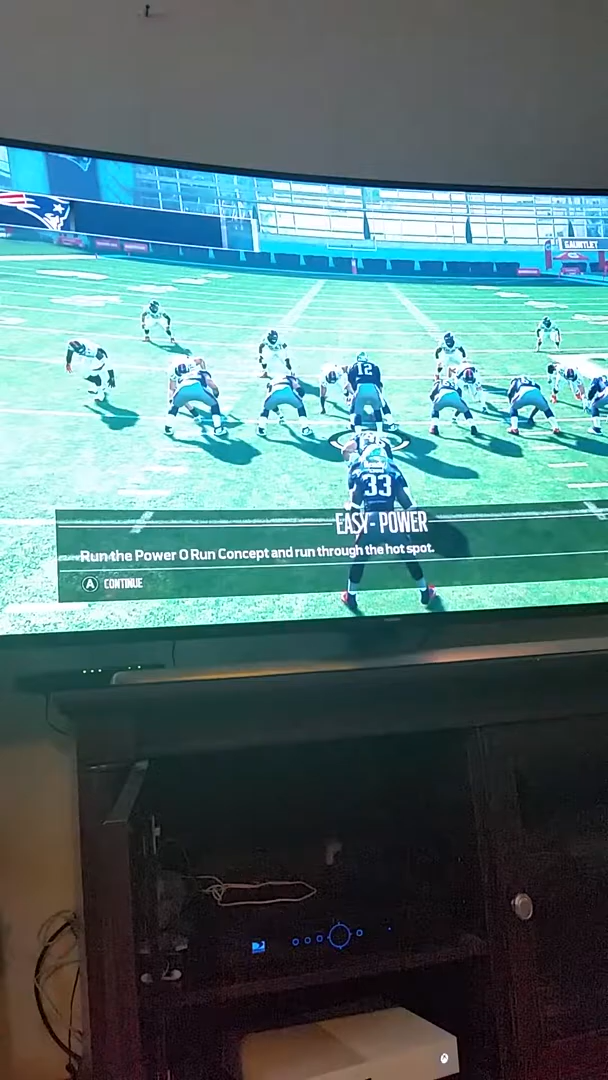 GAUNTLET
12
33
EASY- POWER
Run the Power O Run Concept and run through the hot spot.
A CONTINUE